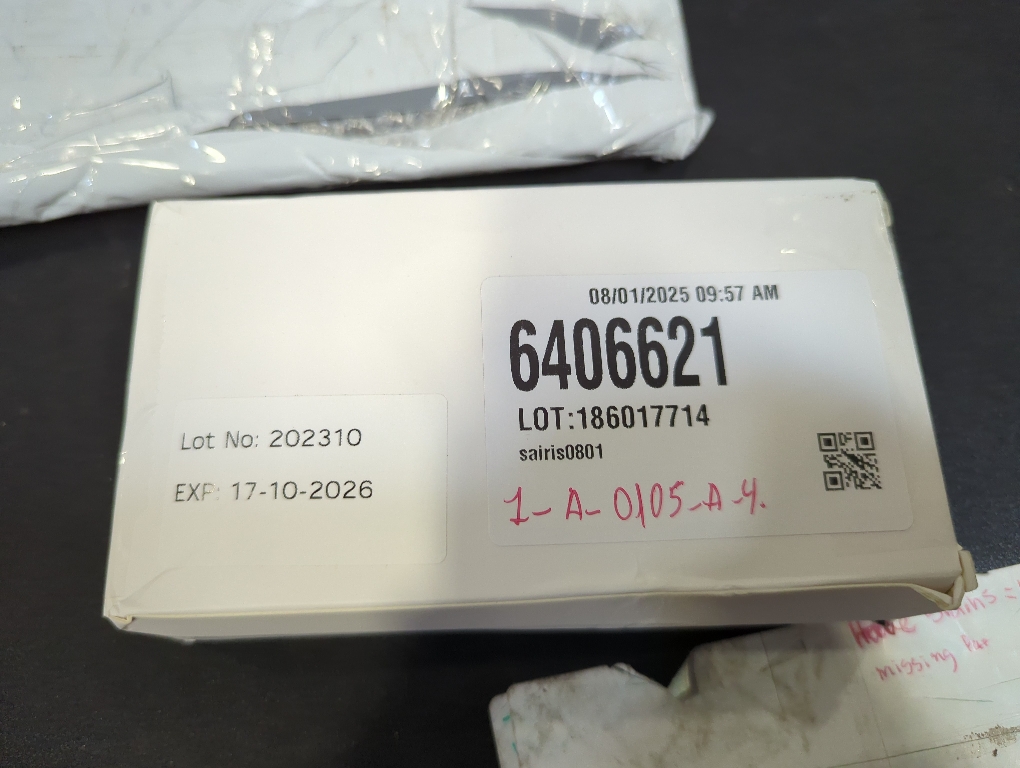 08/01/2025 09:57 AM
6406621
LOT:186017714
sairis0801
1-A-0105-A-4.
Lot No: 202310
EXP: 17-10-2026
missing